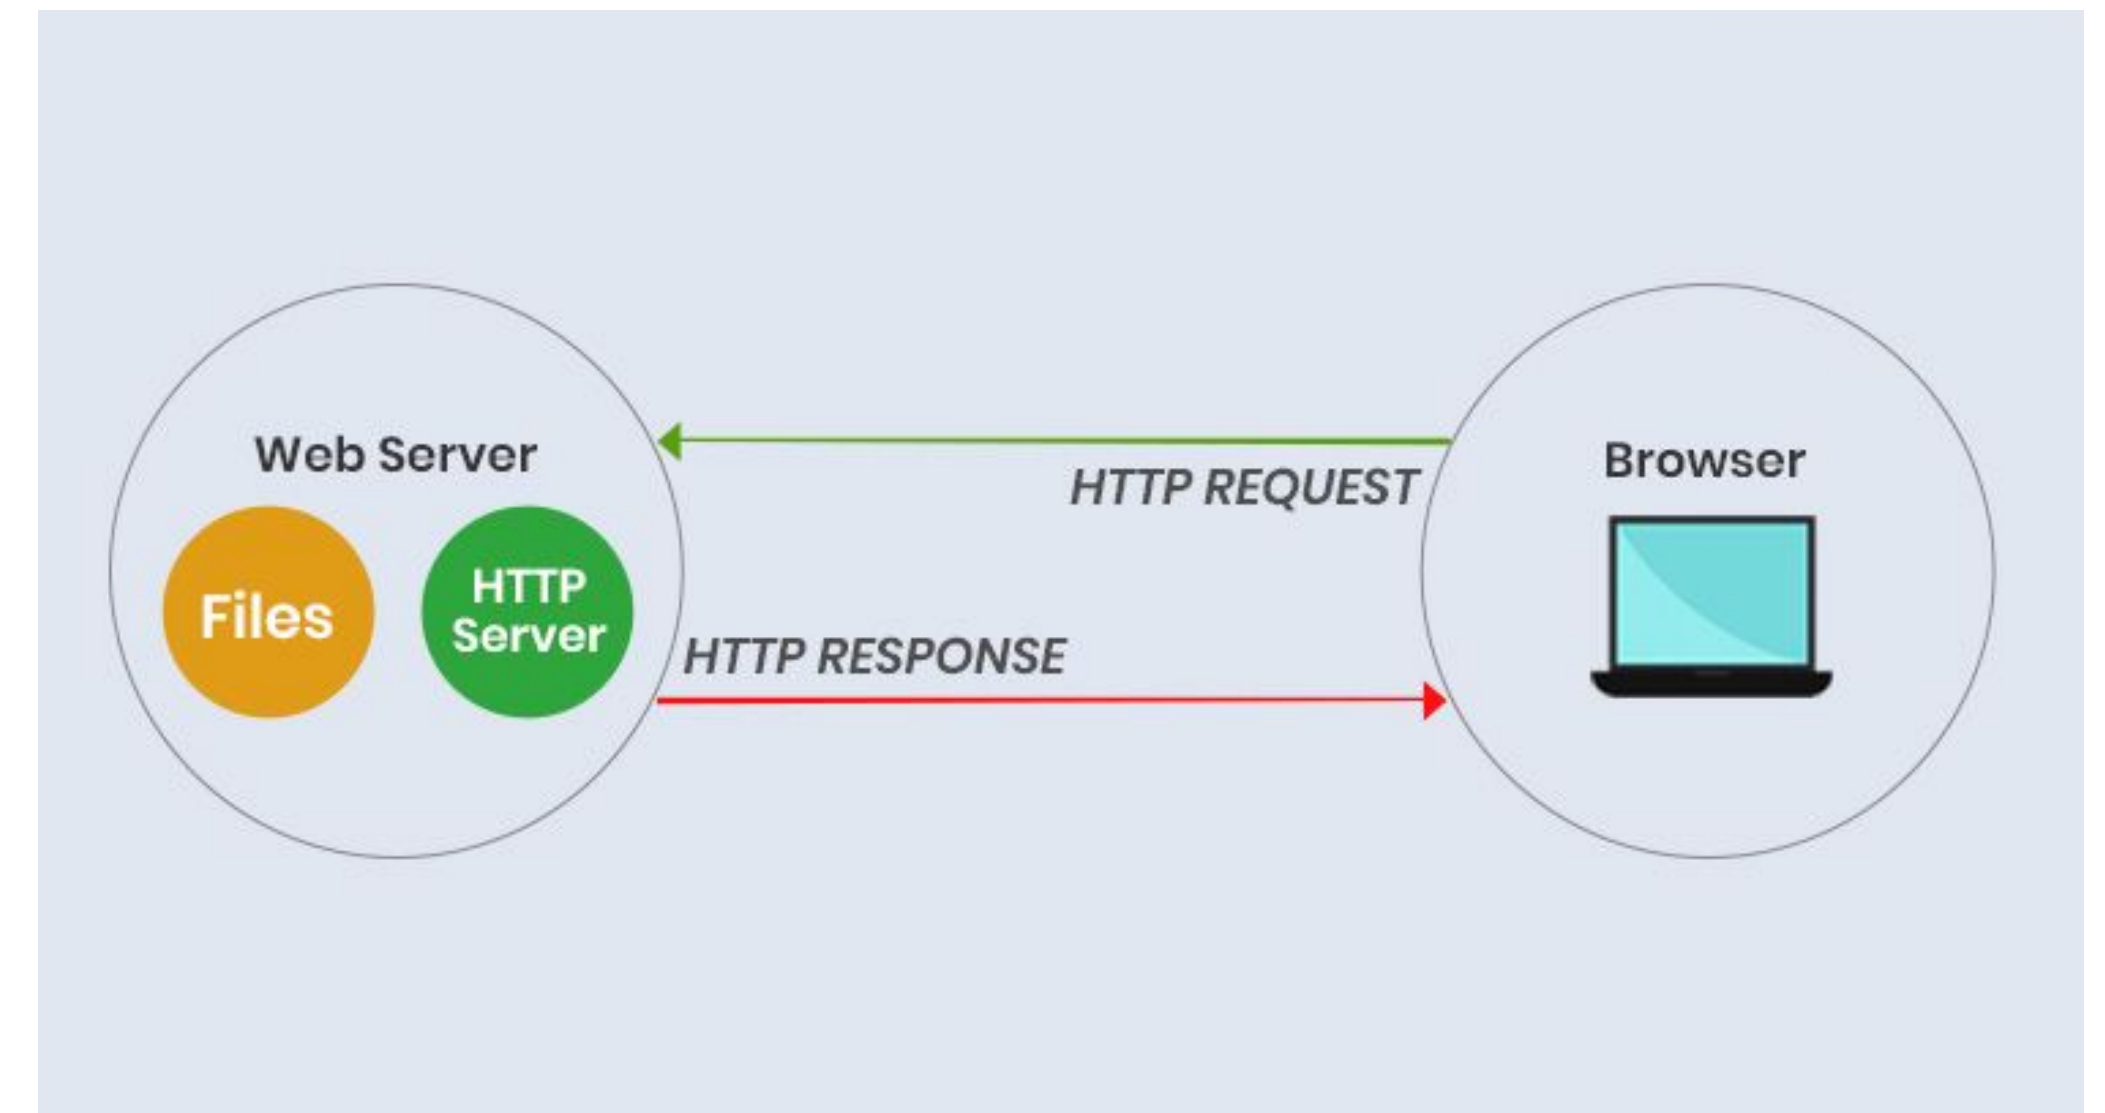 Web Server
Files
HTTP
Server
HTTP REQUEST
HTTP RESPONSE
Browser